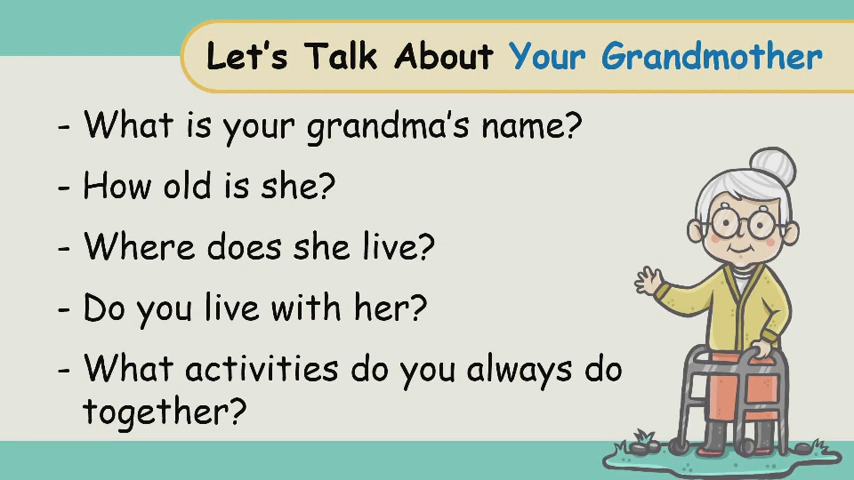 Let's Talk About Your Grandmother
- What is your grandma's name?
- How old is she?
- Where does she live?
- Do you live with her?
- What activities do you always do
together?